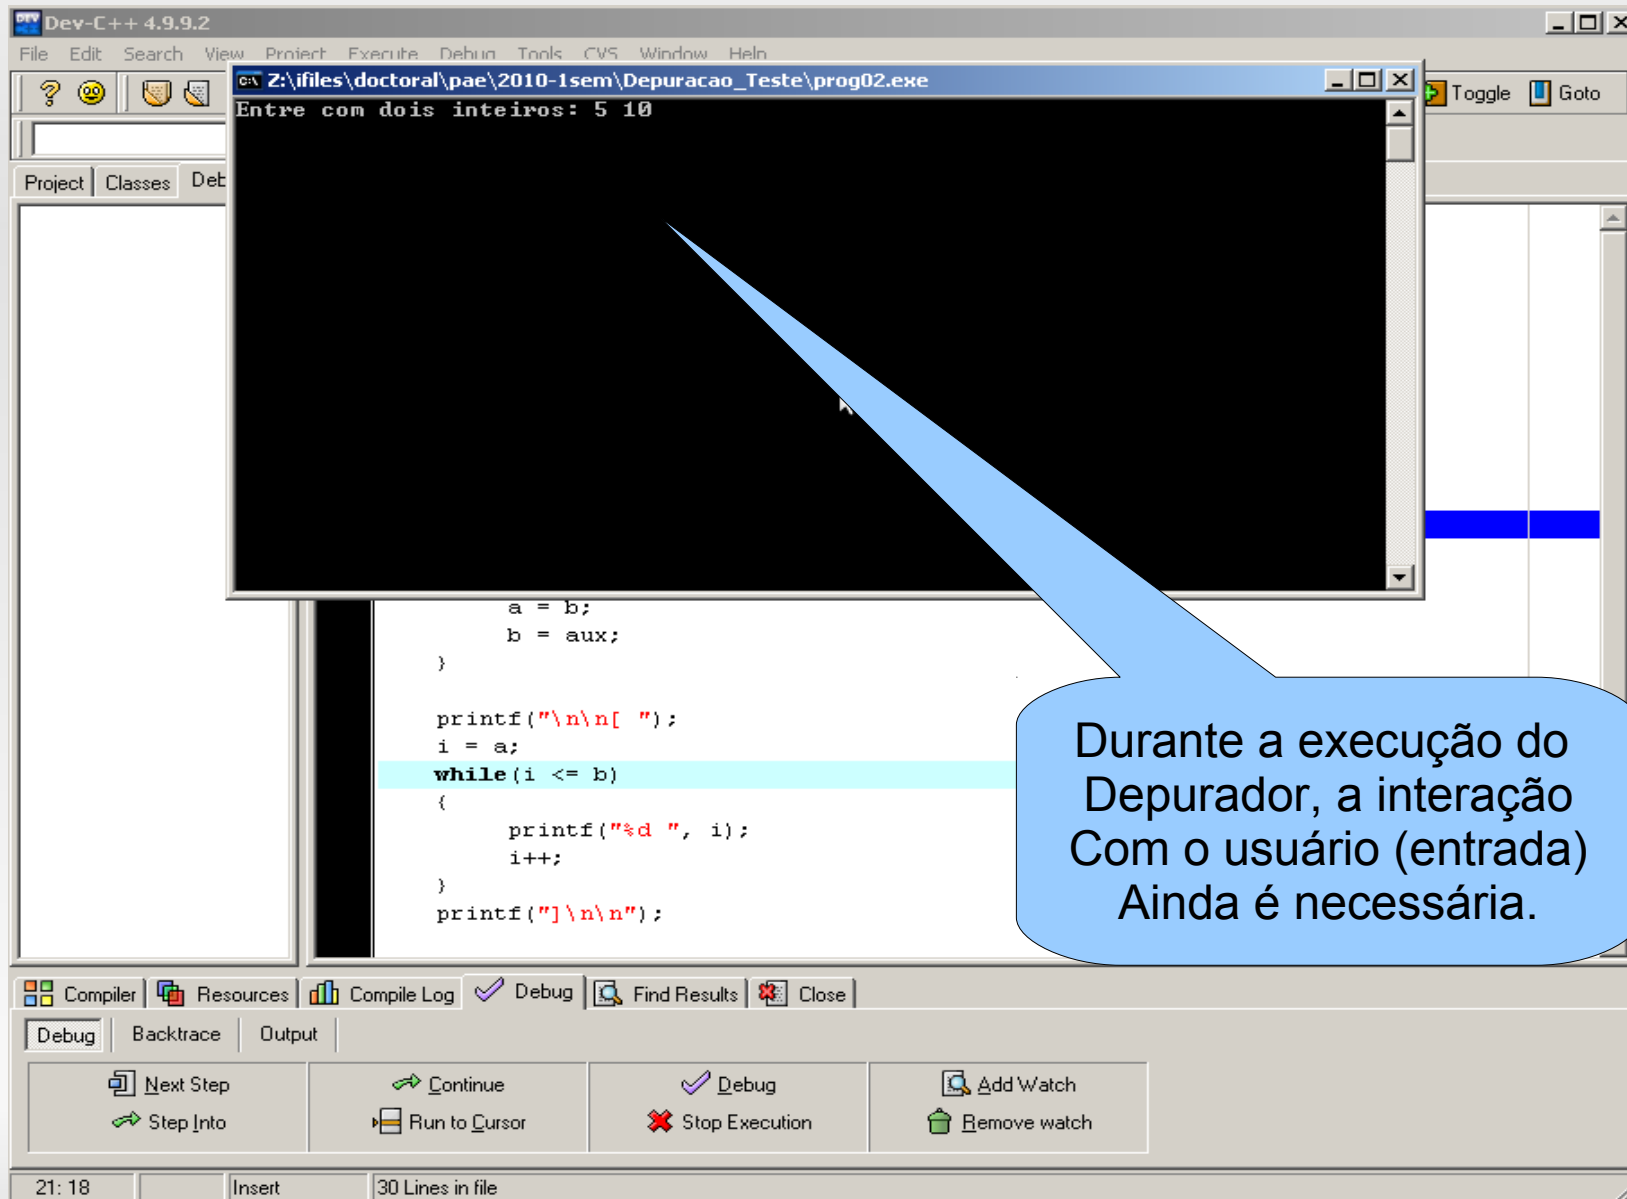 Dev-C++ 4.9.9.2
File Edit Search View Project Execute Debug Tools CVS Window Help
Z:\ifiles\doctoral\pae\2010-1sem\Depuracao_Teste\prog02.exe
Toggle Goto
Entre com dois inteiros: 5 10
Project Classes Deb
a = b;
b = aux;
}
printf("\n\n[ ");
i = a;
while(i <= b)
{
printf("%d ", i);
i++;
}
printf("]\n\n");
Durante a execução do
Depurador, a interação
Com o usuário (entrada)
Ainda é necessária.
Compiler Resources Compile Log Debug Find Results Close
Debug Backtrace Output
Next Step Continue Debug Add Watch
Step Into Run to Cursor Stop Execution Remove watch
21: 18 Insert 30 Lines in file